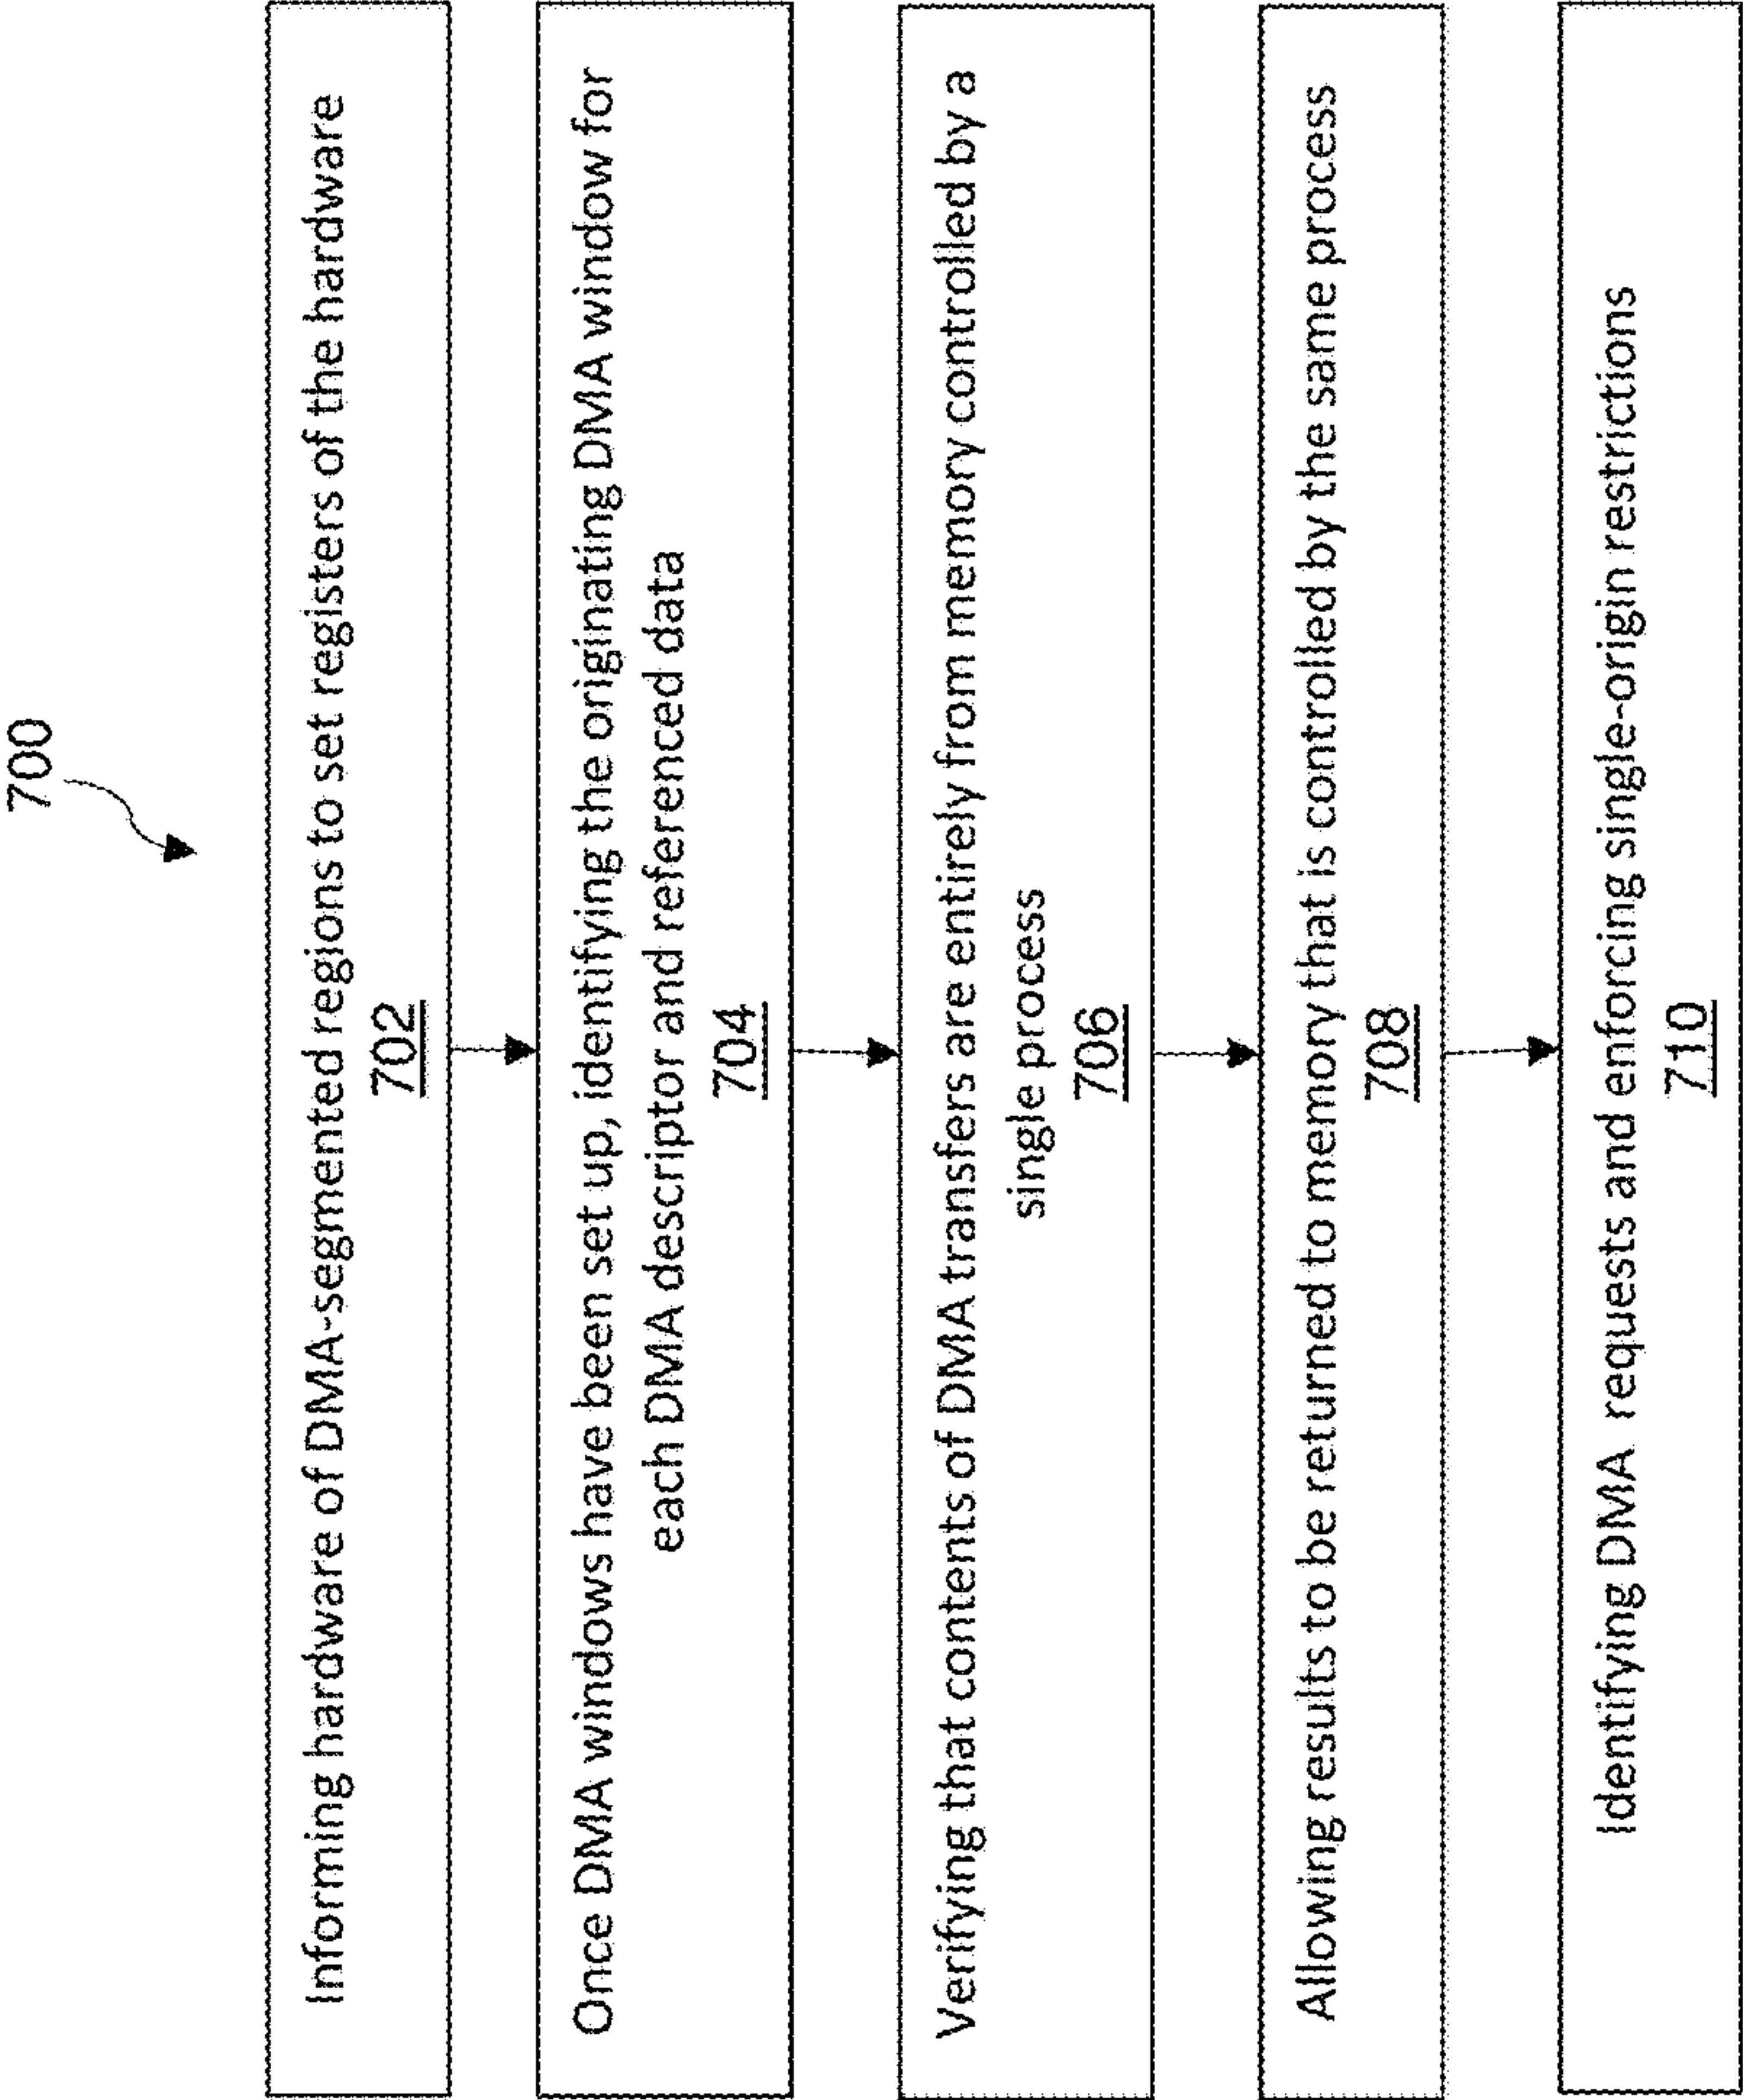 700
Informing hardware of DMA-segmented regions to set registers of the hardware
702
Once DMA windows have been set up, identifying the originating DMA window for
each DMA descriptor and referenced data
704
Verifying that contents of DMA transfers are entirely from memory controlled by a
single process
706
Allowing results to be returned to memory that is controlled by the same process
708
Identifying DMA requests and enforcing single-origin restrictions
710